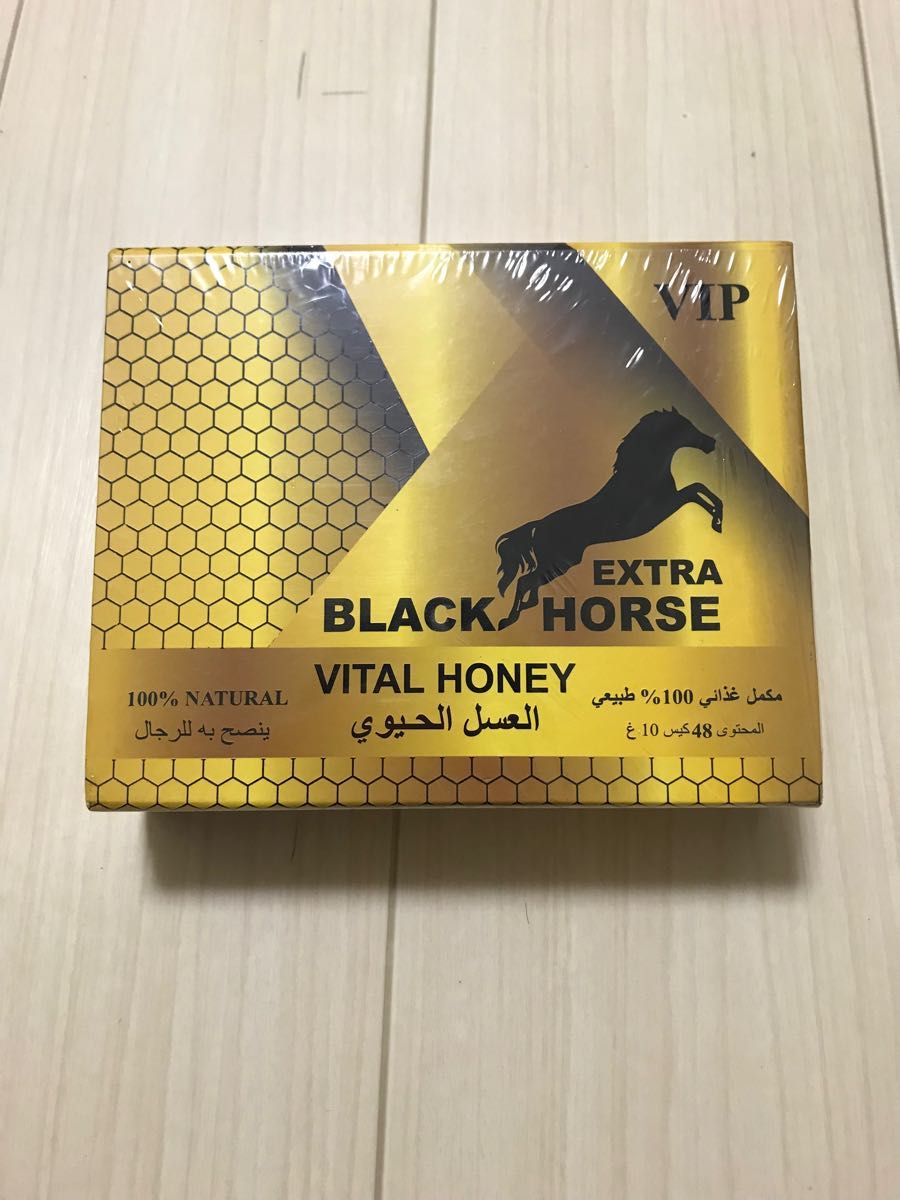 VIP
EXTRA
BLACK HORSE
VITAL HONEY
100% NATURAL
العسل الحيوي
ينصح به للرجال
مكمل غذائي 100% طبيعي
المحتوى 48 كيس 10 غ